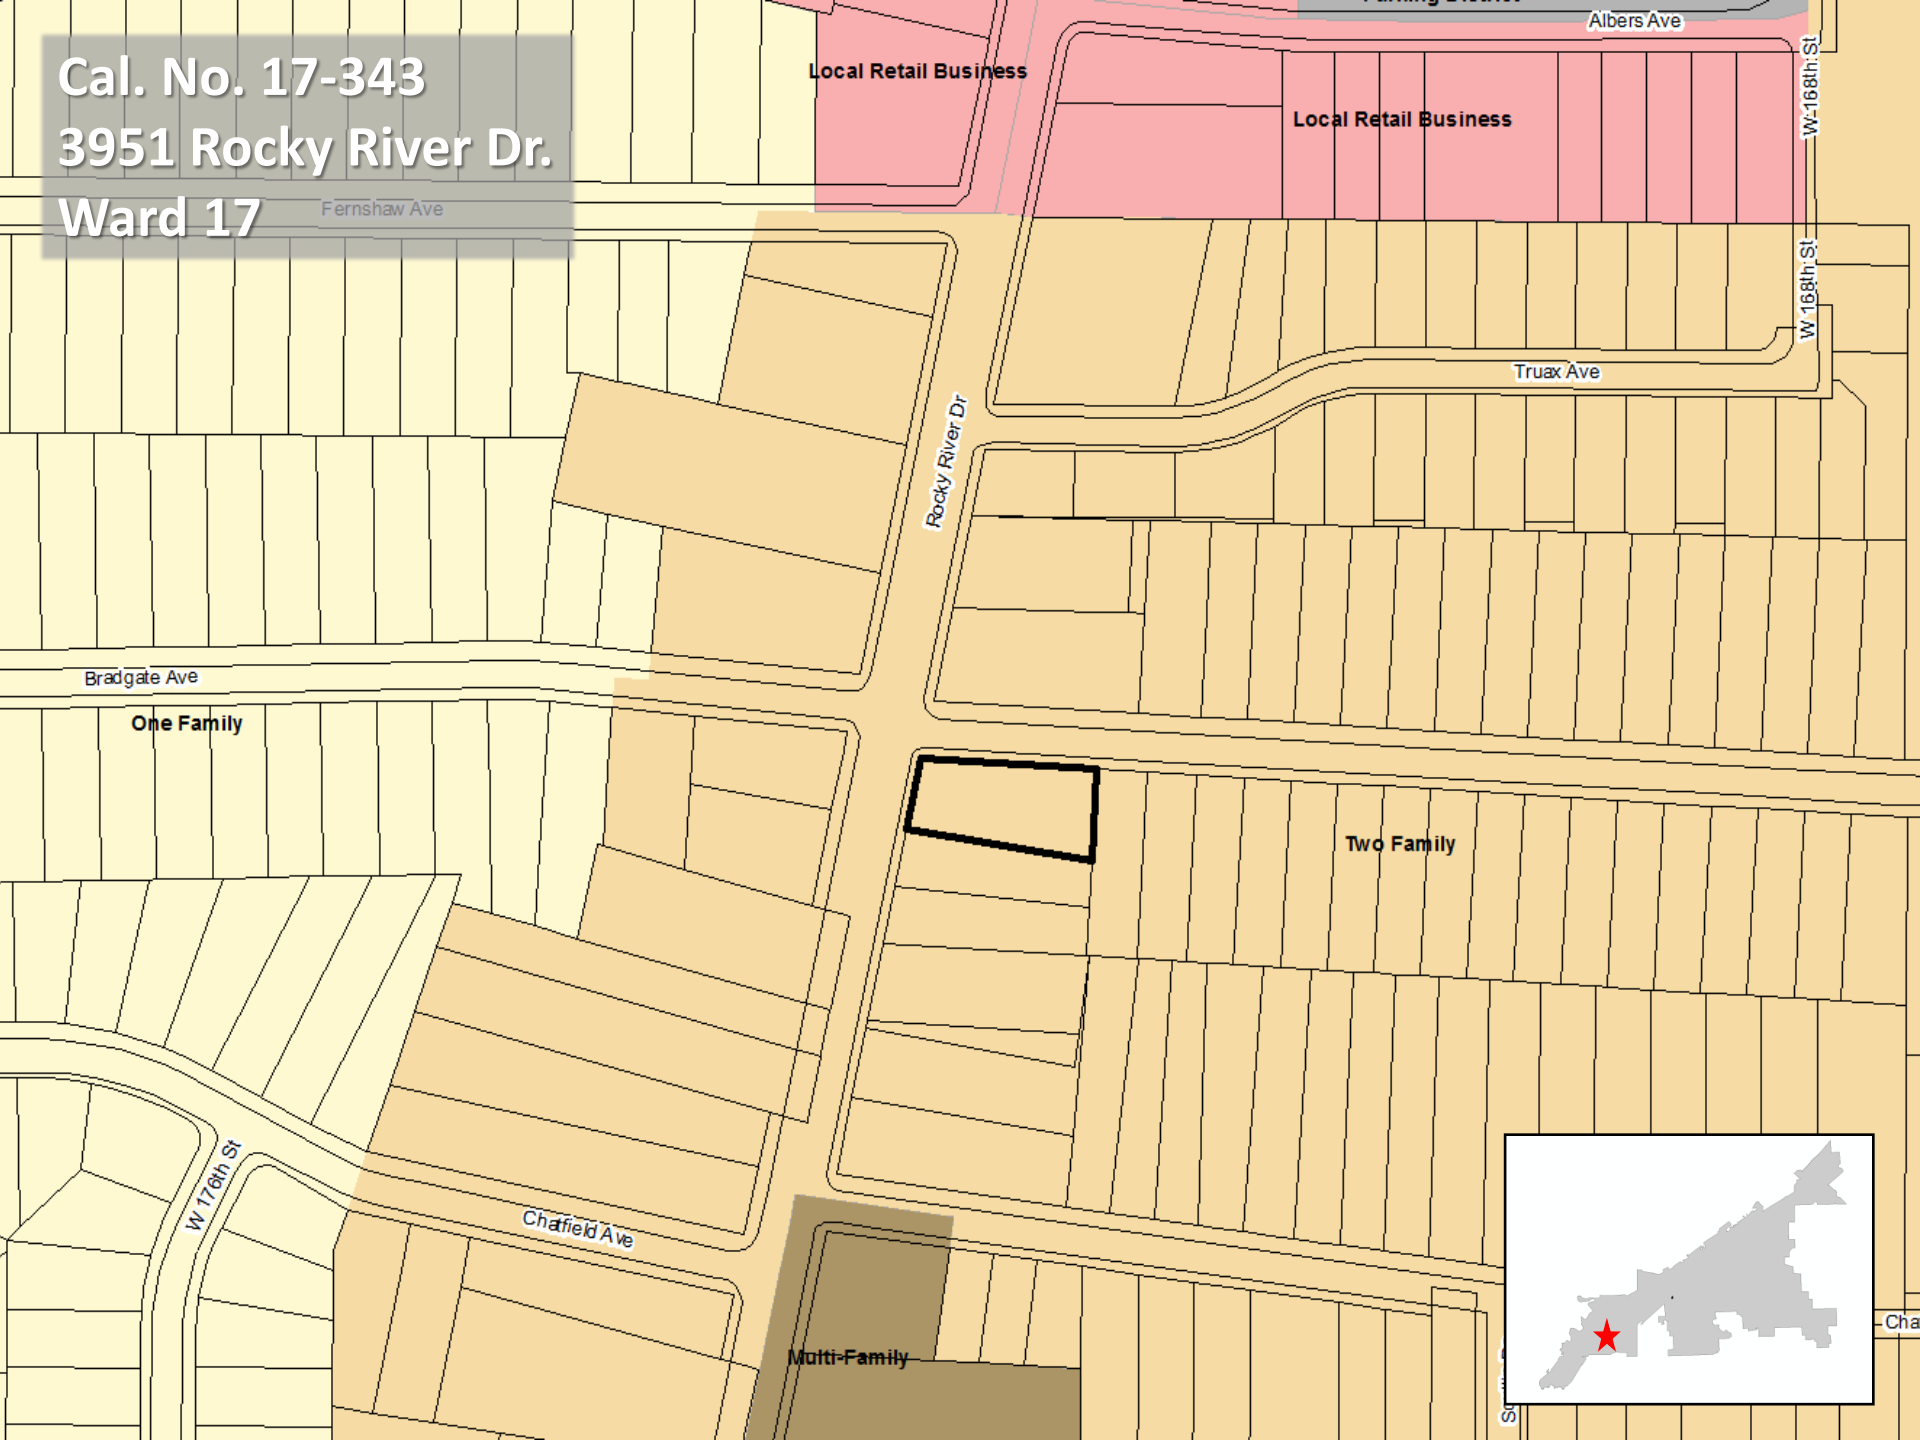 Albers Ave
Cal. No. 17-343
3951 Rocky River Dr.
Ward 17
Fernshaw Ave
Local Retail Business
Local Retail Business
W 168th St
W 168th St
Truax Ave
Rocky River Dr
Bradgate Ave
One Family
Two Family
W 176th St
Chatfield Ave
Multi-Family
Cha